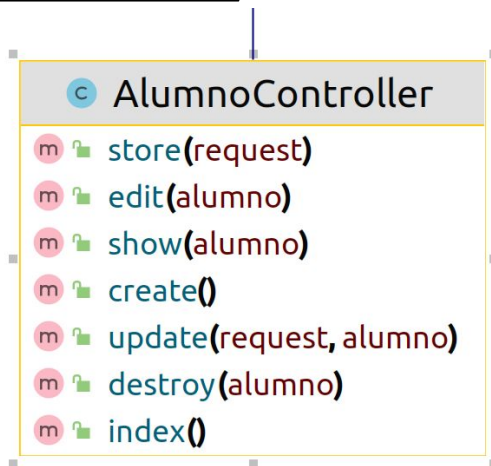 C AlumnoController
m store(request)
m edit(alumno)
m show(alumno)
m create()
m update(request, alumno)
m destroy(alumno)
m index()